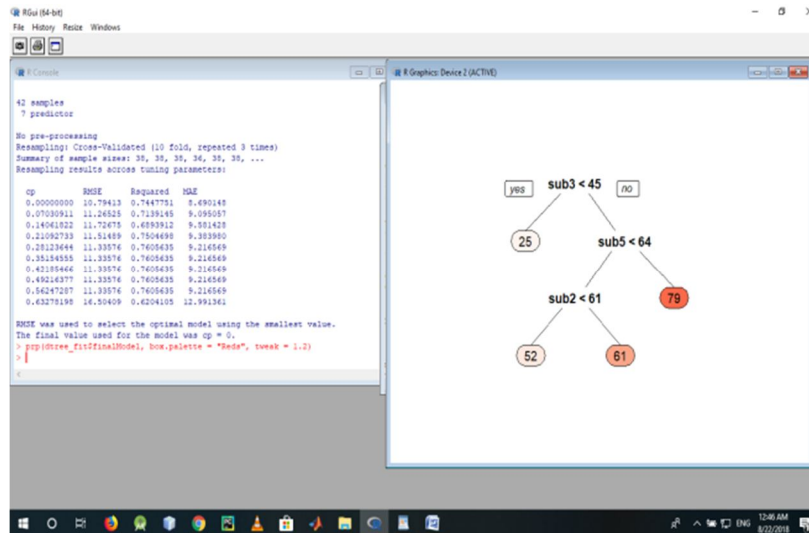 RGui (64-bit)
File History Resize Windows
R Console
42 samples
7 predictor
No pre-processing
Resampling: Cross-Validated (10 fold, repeated 3 times)
Summary of sample sizes: 38, 38, 38, 36, 38, 38, ...
Resampling results across tuning parameters:
cp RMSE Rsquared MAE
0.00000000 10.79413 0.7447751 8.690148
0.07030911 11.26525 0.7139145 9.095057
0.14061822 11.72675 0.6893912 9.581428
0.21092733 11.51489 0.7504698 9.383980
0.28123644 11.33576 0.7605635 9.216569
0.35154555 11.33576 0.7605635 9.216569
0.42185466 11.33576 0.7605635 9.216569
0.49216377 11.33576 0.7605635 9.216569
0.56247287 11.33576 0.7605635 9.216569
0.63278198 16.50409 0.6204105 12.991361
RMSE was used to select the optimal model using the smallest value.
The final value used for the model was cp = 0.
> prp(dtree_fit$finalModel, box.palette = "Reds", tweak = 1.2)
>
R Graphics: Device 2 (ACTIVE)
yes sub3 < 45 no
25 sub5 < 64
sub2 < 61 79
52 61
ENG 12:46 AM
8/22/2018